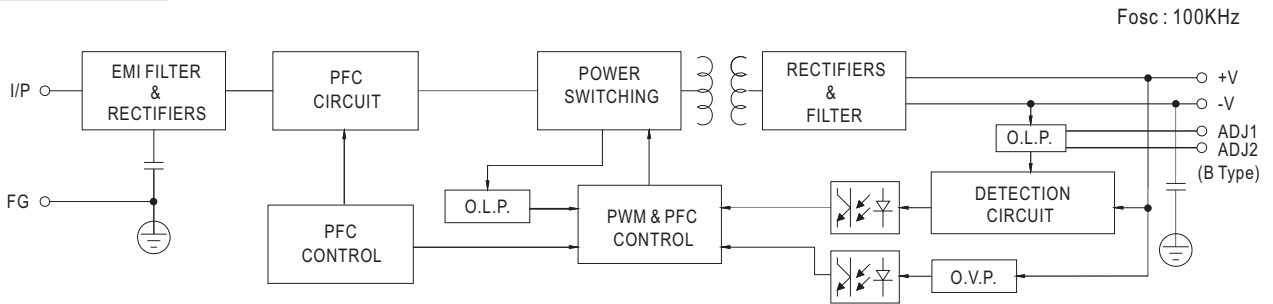 Fosc : 100KHz
I/P
EMI FILTER
&
RECTIFIERS
PFC
CIRCUIT
POWER
SWITCHING
RECTIFIERS
&
FILTER
+V
-V
O.L.P.
ADJ1
ADJ2
(B Type)
FG
O.L.P.
PFC
CONTROL
PWM & PFC
CONTROL
DETECTION
CIRCUIT
O.V.P.